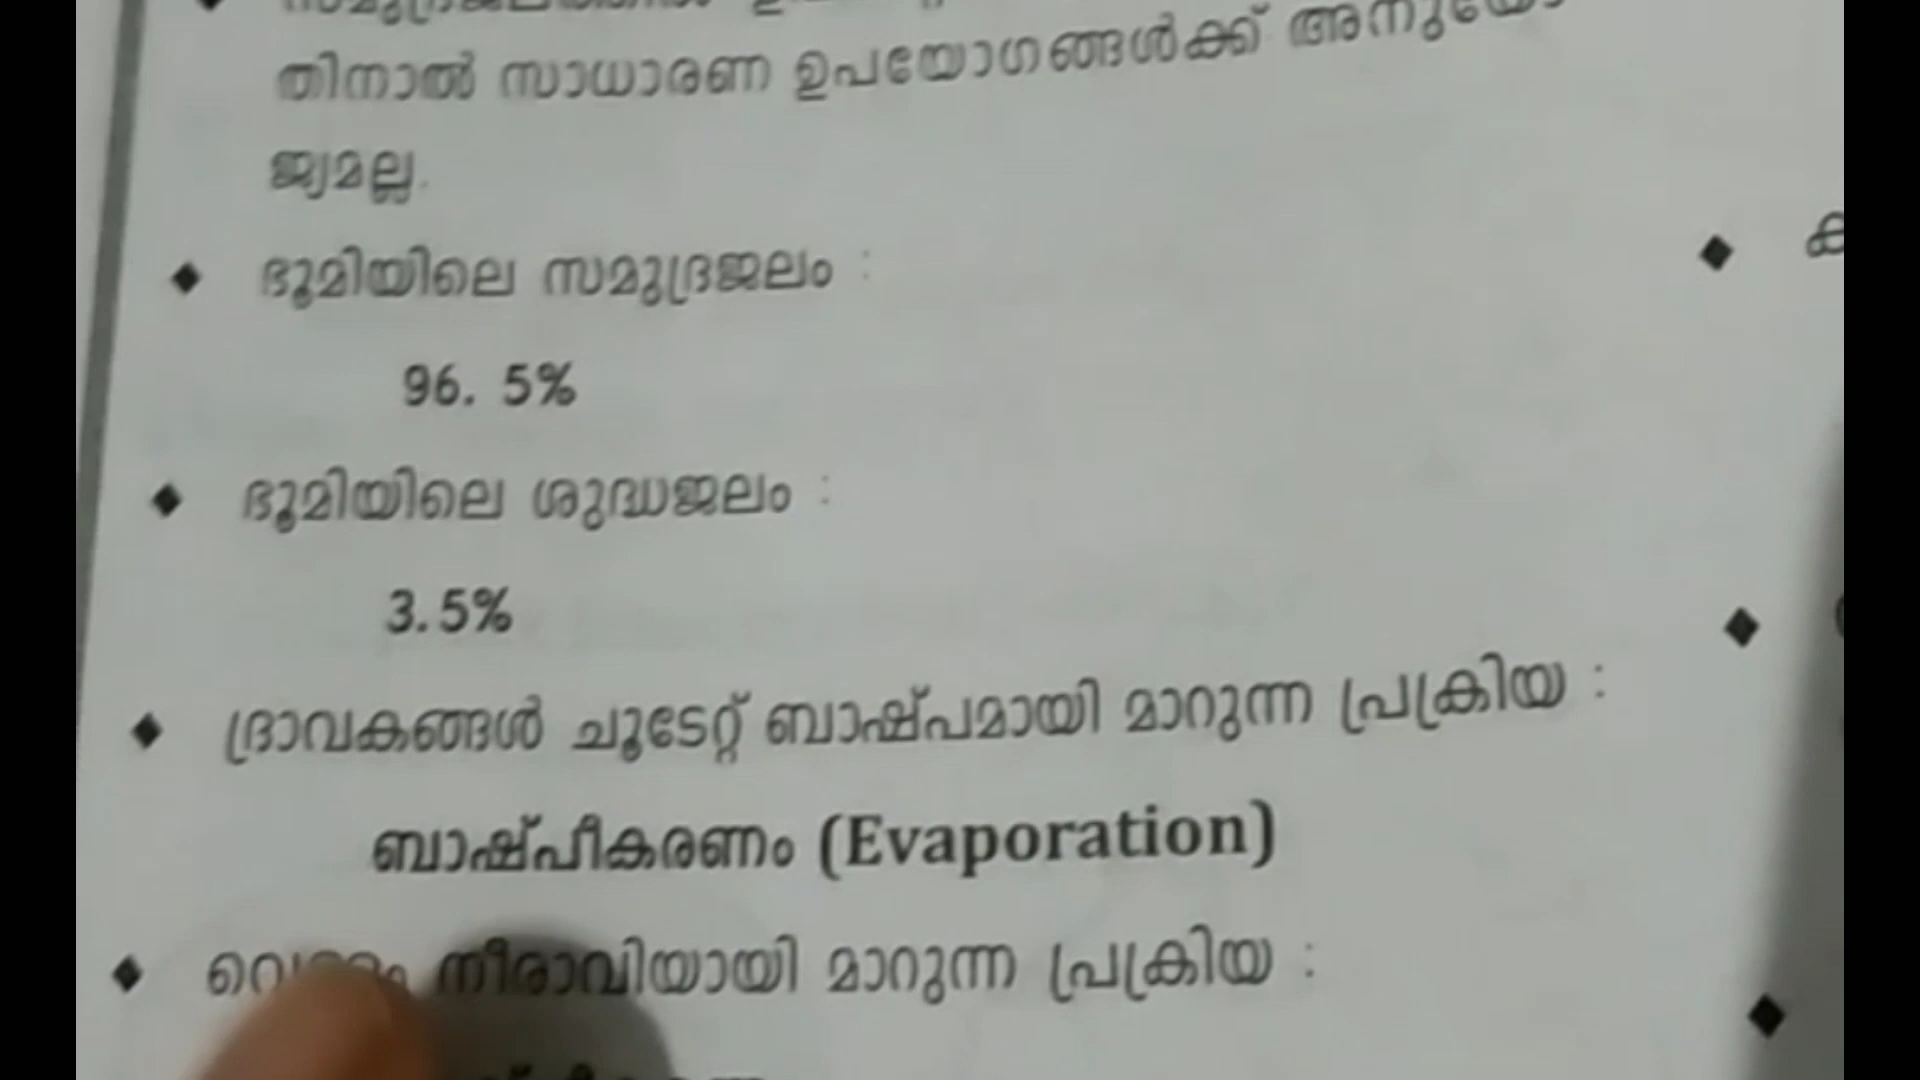 തിനാൽ സാധാരണ ഉപയോഗങ്ങൾക്ക് അനുയോ
ജ്യമല്ല.
◆ ഭൂമിയിലെ സമുദ്രജലം :
96. 5%
◆ ഭൂമിയിലെ ശുദ്ധജലം :
3.5%
◆ ദ്രാവകങ്ങൾ ചൂടേറ്റ് ബാഷ്പമായി മാറുന്ന പ്രക്രിയ :
ബാഷ്പീകരണം (Evaporation)
◆ നീരാവിയായി മാറുന്ന പ്രക്രിയ :